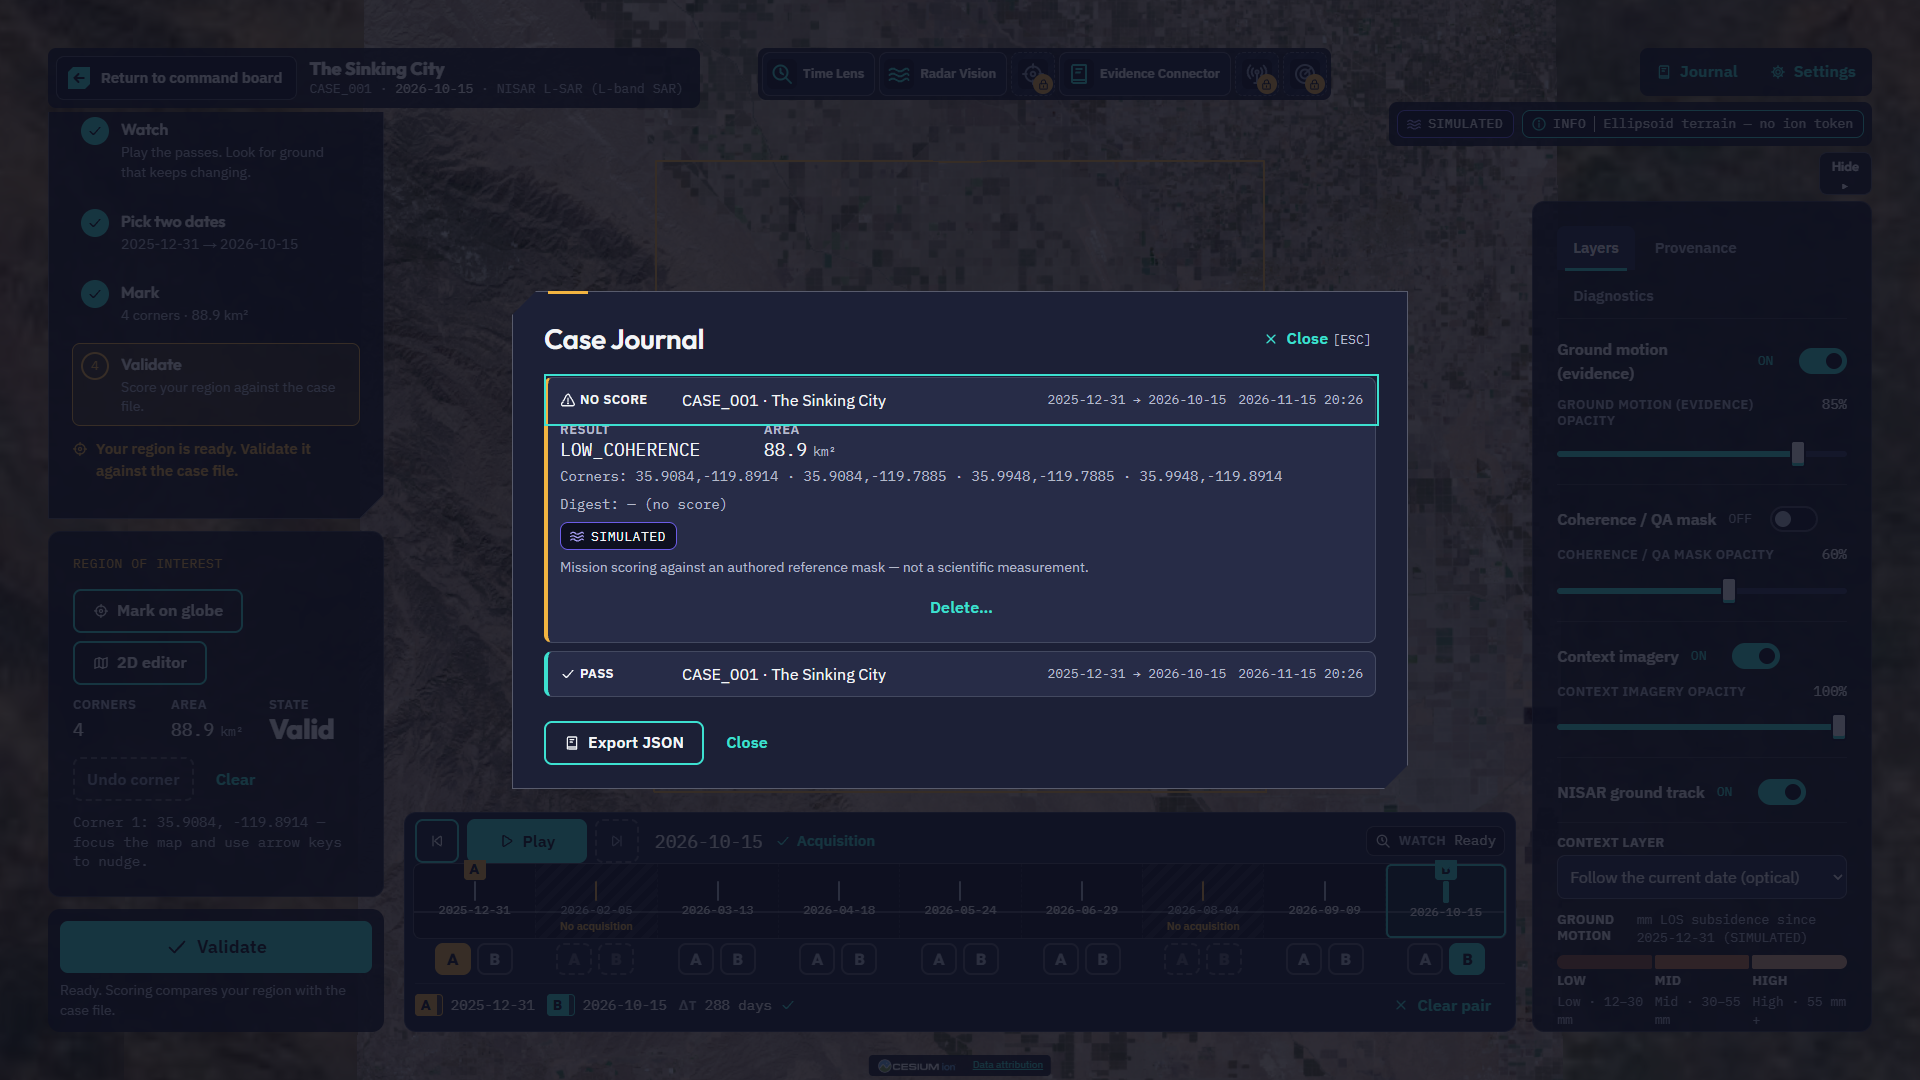 Return to command board
The Sinking City
CASE_001 · 2026-10-15 · NISAR L-SAR (L-band SAR)
Time Lens
Radar Vision
Evidence Connector
Journal
Settings
SIMULATED
INFO | Ellipsoid terrain — no ion token
Hide
Watch
Play the passes. Look for ground
that keeps changing.
Pick two dates
2025-12-31 → 2026-10-15
Mark
4 corners · 88.9 km²
4
Validate
Score your region against the case
file.
Your region is ready. Validate it
against the case file.
REGION OF INTEREST
Mark on globe
2D editor
CORNERS AREA STATE
4 88.9 km² Valid
Undo corner Clear
Corner 1: 35.9084, -119.8914 —
focus the map and use arrow keys
to nudge.
Validate
Ready. Scoring compares your region with the
case file.
Case Journal
Close [ESC]
NO SCORE CASE_001 · The Sinking City 2025-12-31 → 2026-10-15 2026-11-15 20:26
RESULT AREA
LOW_COHERENCE 88.9 km²
Corners: 35.9084,-119.8914 · 35.9084,-119.7885 · 35.9948,-119.7885 · 35.9948,-119.8914
Digest: — (no score)
SIMULATED
Mission scoring against an authored reference mask — not a scientific measurement.
Delete...
PASS CASE_001 · The Sinking City 2025-12-31 → 2026-10-15 2026-11-15 20:26
Export JSON Close
Play
2026-10-15
Acquisition
WATCH Ready
A B
2025-12-31 2026-02-05 2026-03-13 2026-04-18 2026-05-24 2026-06-29 2026-08-04 2026-09-09 2026-10-15
No acquisition No acquisition
A B A B A B A B A B A B A B A B A B
A 2025-12-31 B 2026-10-15 ΔT 288 days
Clear pair
CESIUM ion Data attribution
Layers Provenance
Diagnostics
Ground motion
(evidence)
ON
GROUND MOTION (EVIDENCE)
OPACITY
85%
Coherence / QA mask OFF
COHERENCE / QA MASK OPACITY 60%
Context imagery ON
CONTEXT IMAGERY OPACITY 100%
NISAR ground track ON
CONTEXT LAYER
Follow the current date (optical)
GROUND
MOTION
mm LOS subsidence since
2025-12-31 (SIMULATED)
LOW MID HIGH
Low · 12–30
mm
Mid · 30–55
mm
High · 55 mm
+